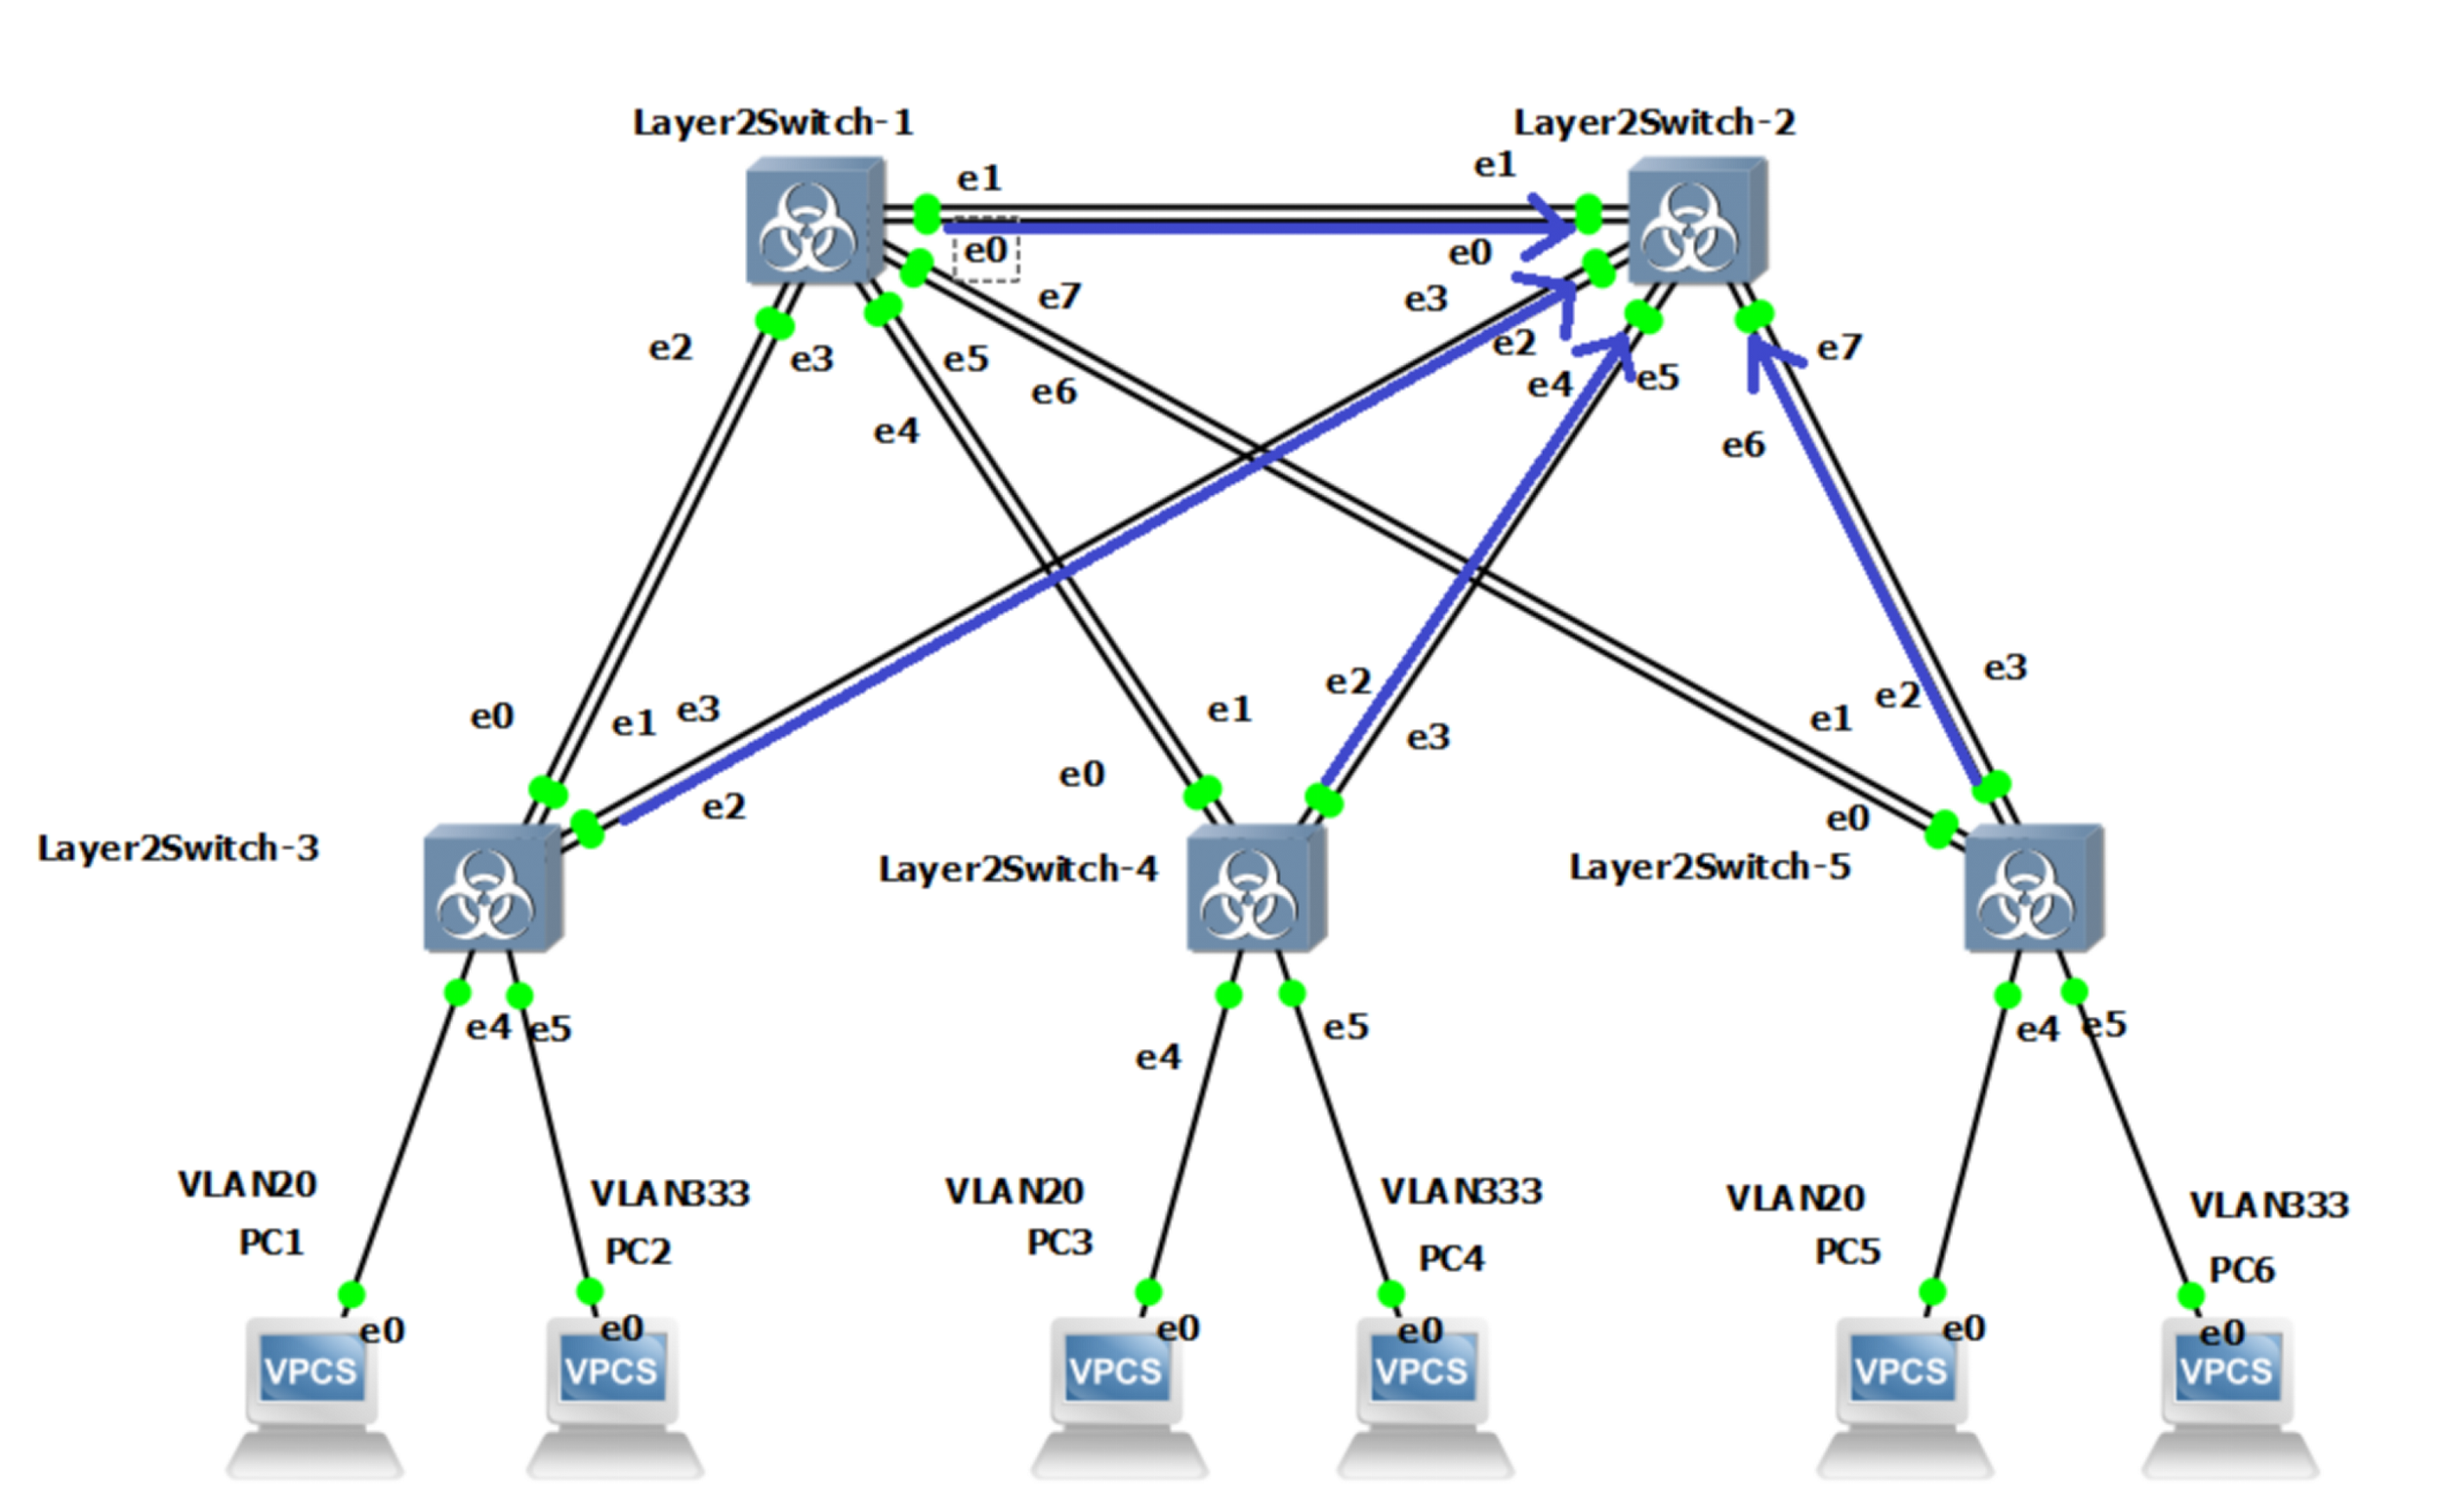 Layer2Switch-1
Layer2Switch-2
e1
e1
e0
e0
e7
e3
e2
e3
e5
e6
e4
e2
e4
e5
e7
e6
e0
e1
e3
e2
e0
e1
e2
e3
e1
e2
e3
e0
Layer2Switch-3
Layer2Switch-4
Layer2Switch-5
e4
e5
e4
e5
e4
e5
VLAN20
PC1
VLAN333
PC2
VLAN20
PC3
VLAN333
PC4
VLAN20
PC5
VLAN333
PC6
e0
e0
e0
e0
e0
e0
VPCS
VPCS
VPCS
VPCS
VPCS
VPCS